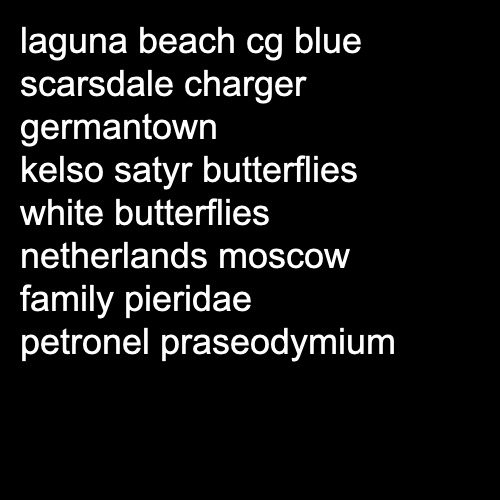 laguna beach cg blue
scarsdale charger
germantown
kelso satyr butterflies
white butterflies
netherlands moscow
family pieridae
petronel praseodymium